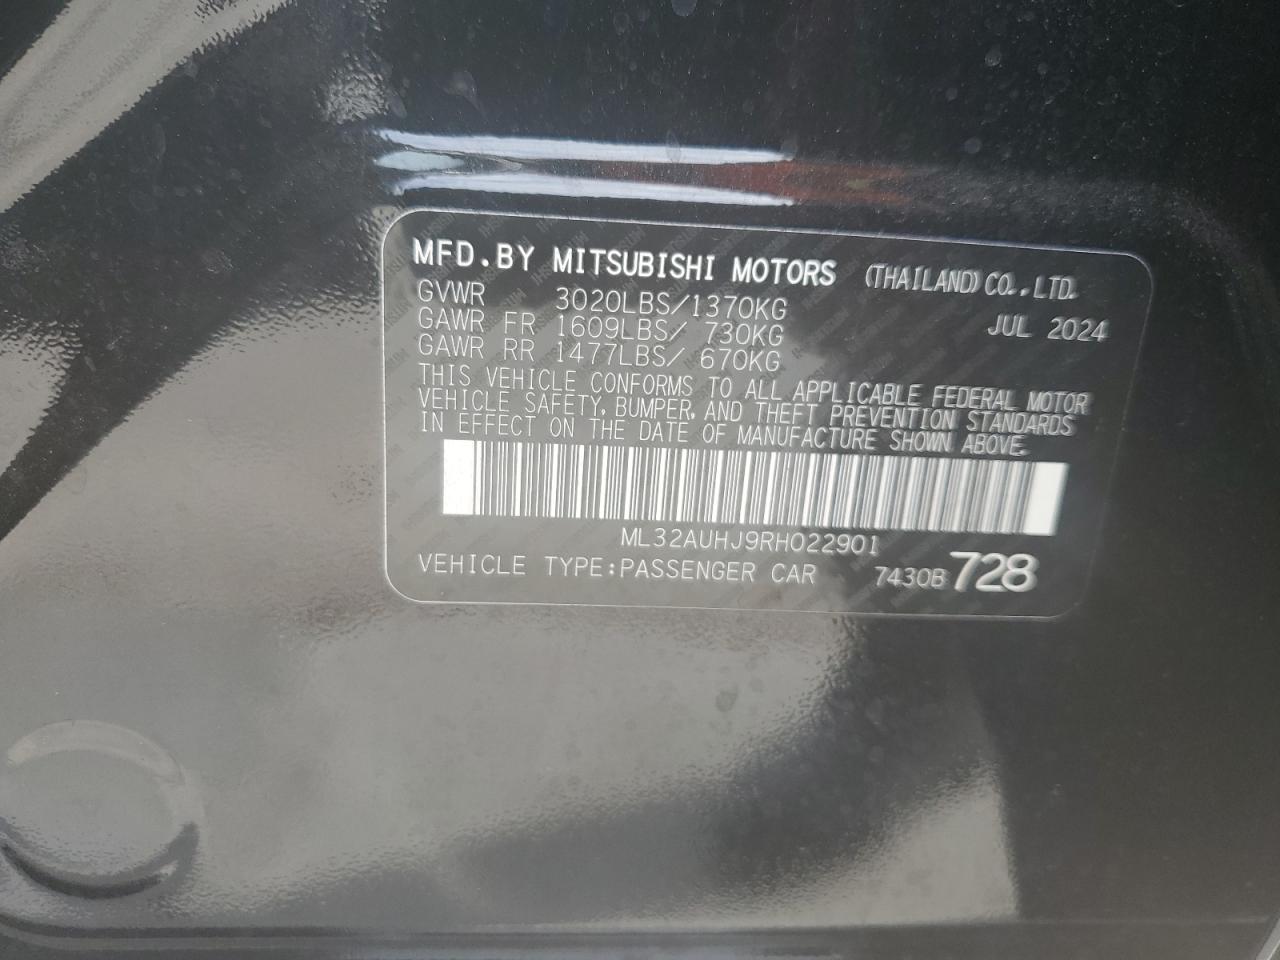 MFD.BY MITSUBISHI MOTORS (THAILAND) CO.,LTD.
GVWR 3020LBS/1370KG JUL 2024
GAWR FR 1609LBS/ 730KG
GAWR RR 1477LBS/ 670KG
THIS VEHICLE CONFORMS TO ALL APPLICABLE FEDERAL MOTOR
VEHICLE SAFETY, BUMPER, AND THEFT PREVENTION STANDARDS
IN EFFECT ON THE DATE OF MANUFACTURE SHOWN ABOVE.
ML32AUHJ9RH022901
VEHICLE TYPE:PASSENGER CAR 7430B 728